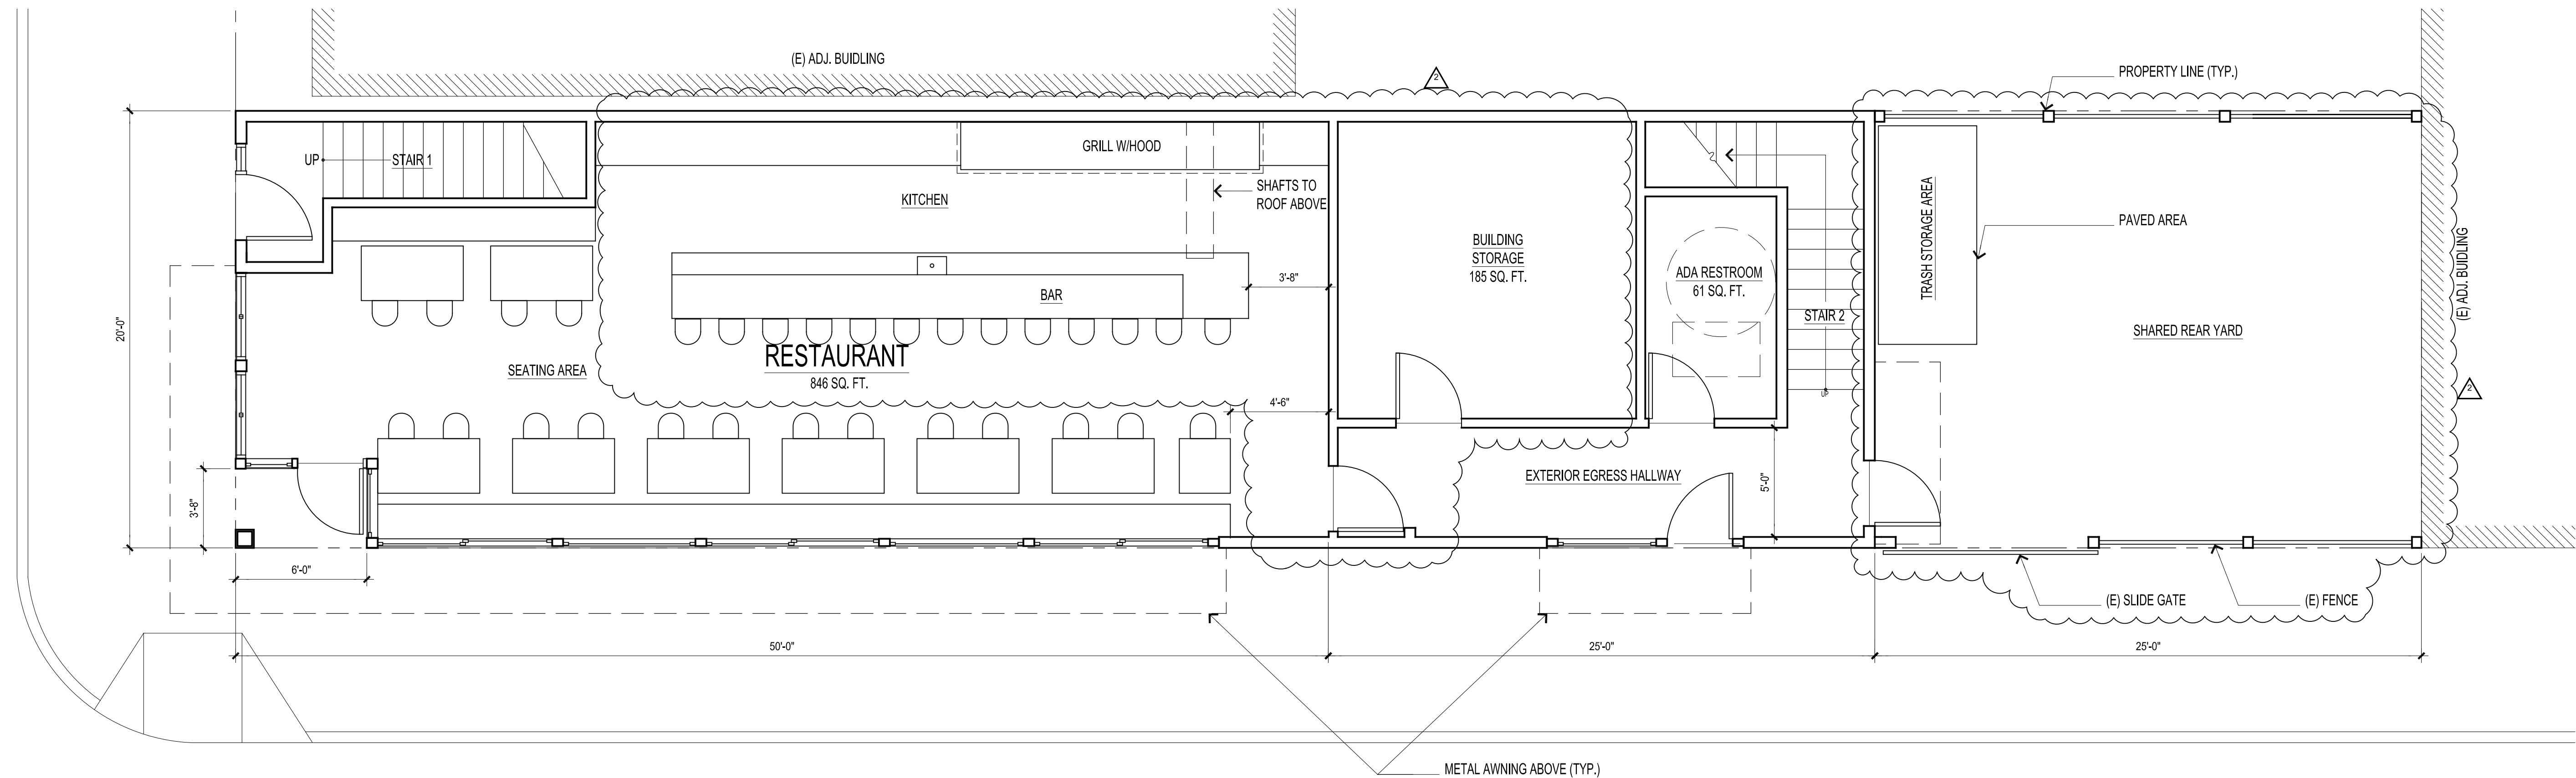 (E) ADJ. BUIDLING
2
PROPERTY LINE (TYP.)
UP
STAIR 1
GRILL W/HOOD
KITCHEN
SHAFTS TO
ROOF ABOVE
BUILDING
STORAGE
185 SQ. FT.
ADA RESTROOM
61 SQ. FT.
TRASH STORAGE AREA
PAVED AREA
(E) ADJ. BUIDLING
20'-0"
BAR
3'-8"
STAIR 2
SHARED REAR YARD
RESTAURANT
846 SQ. FT.
SEATING AREA
UP
2
4'-6"
3'-8"
EXTERIOR EGRESS HALLWAY
5'-0"
6'-0"
(E) SLIDE GATE
(E) FENCE
50'-0"
25'-0"
25'-0"
METAL AWNING ABOVE (TYP.)